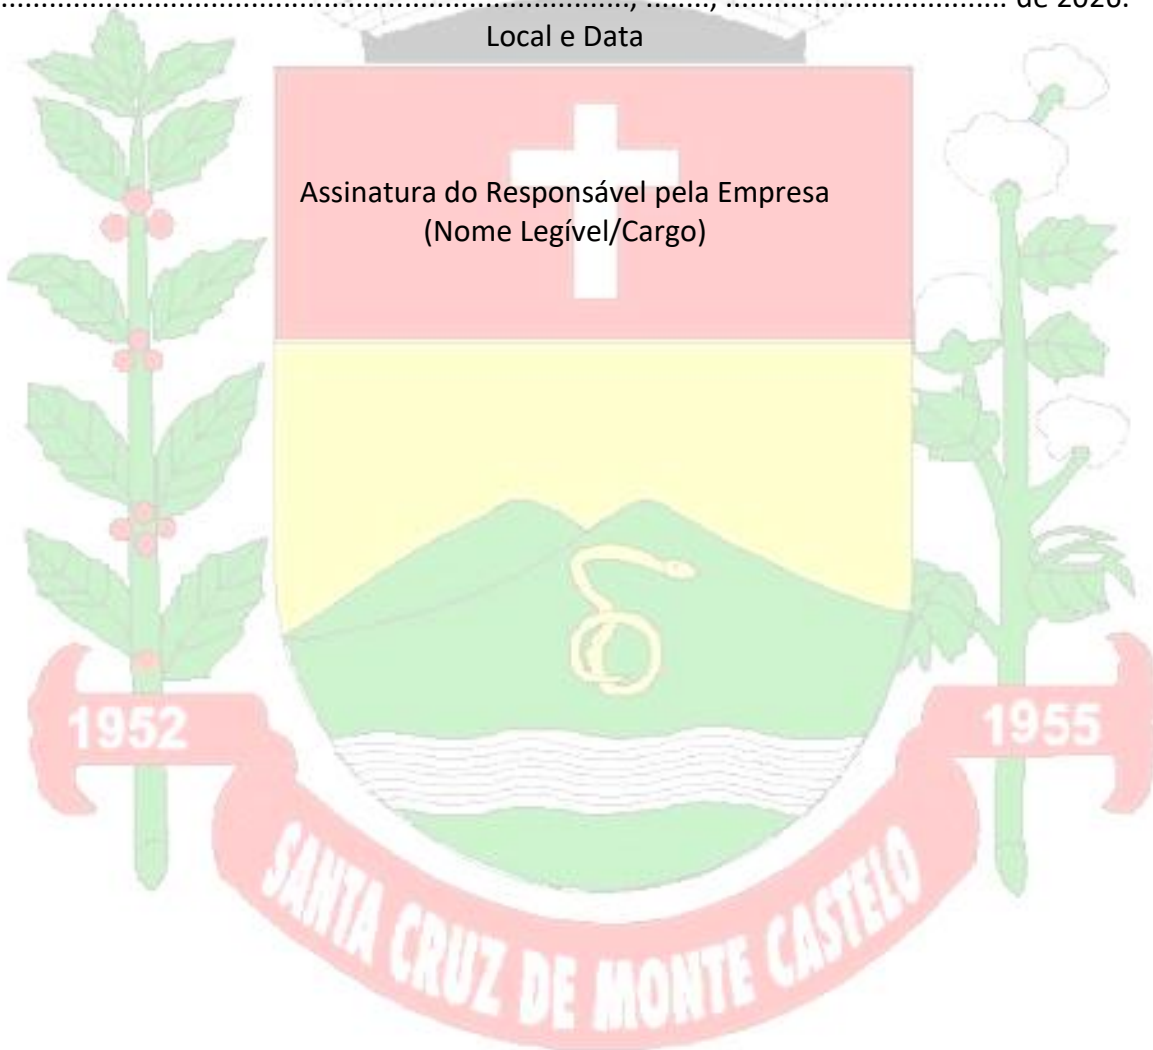 ......................................................................................, ........, ...................................... de 2026.
Local e Data
Assinatura do Responsável pela Empresa
(Nome Legível/Cargo)
1952
1955
SANTA CRUZ DE MONTE CASTELO